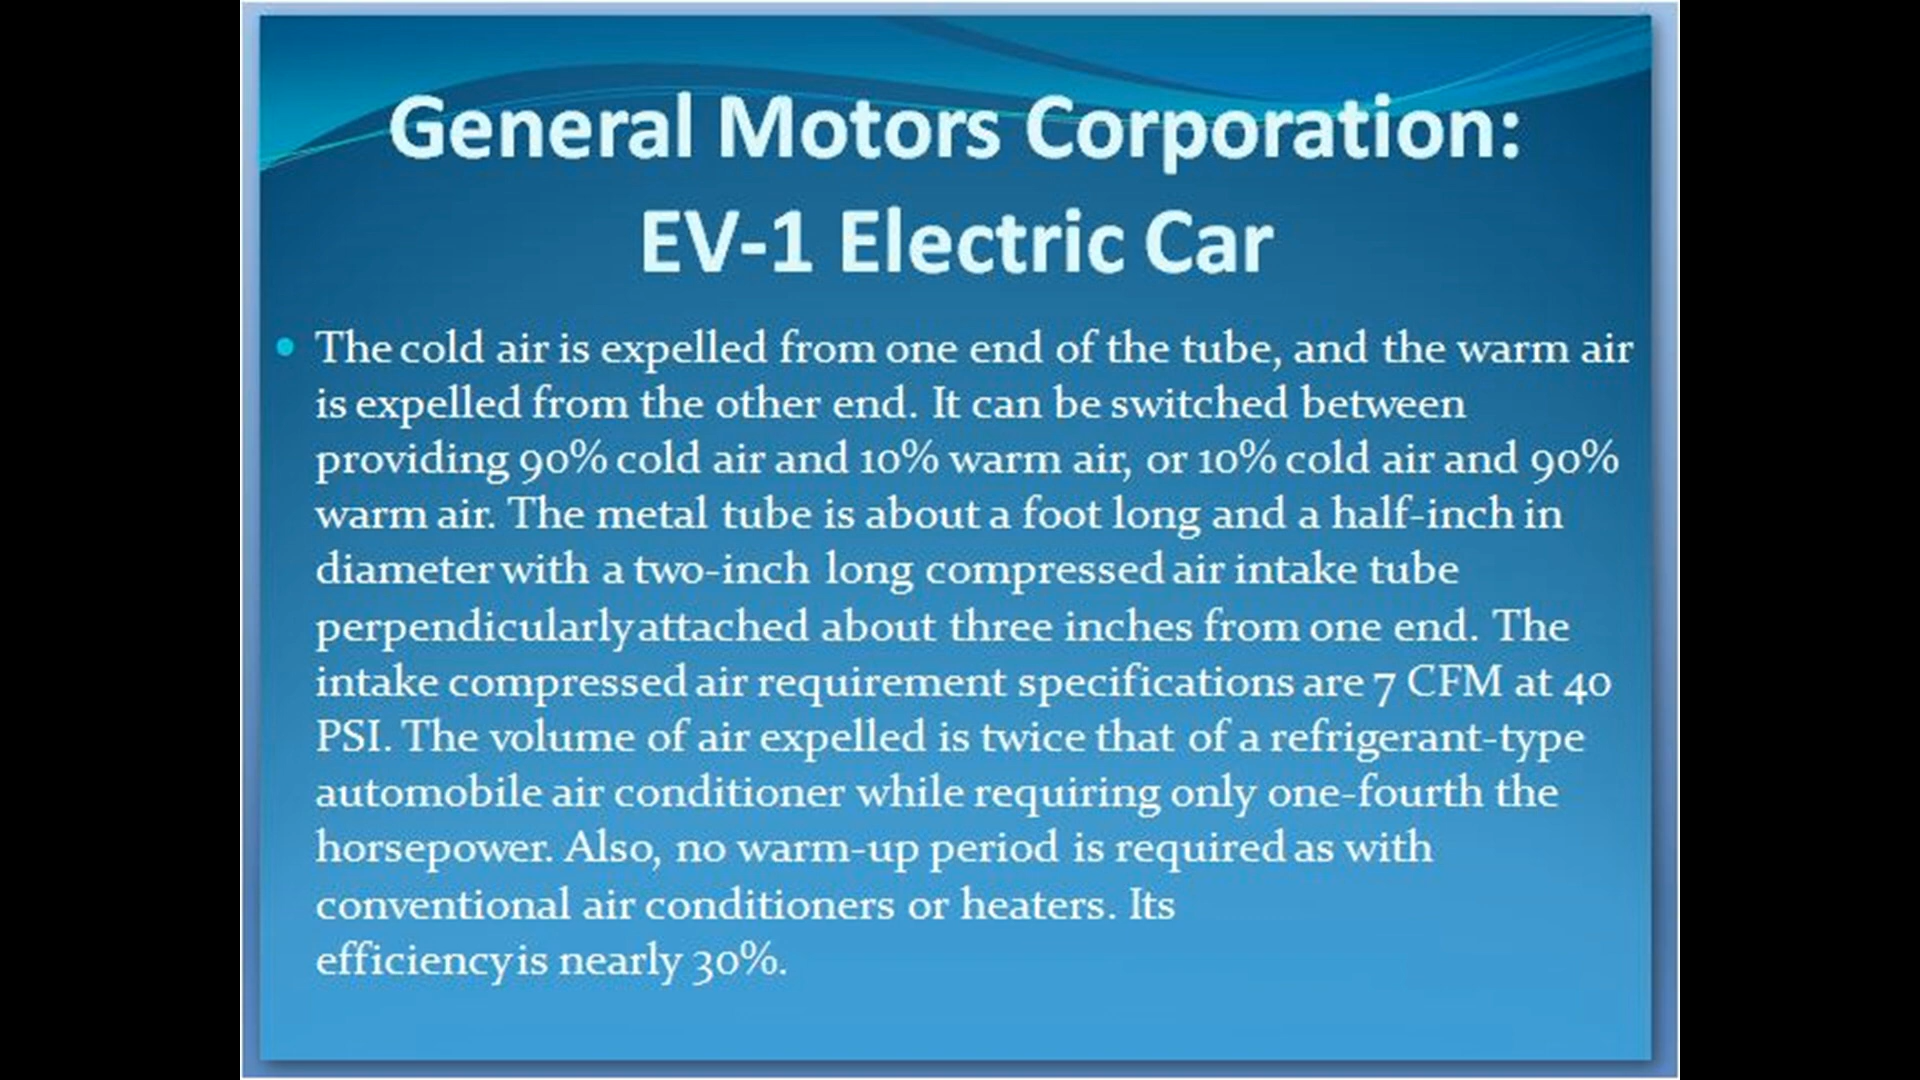 General Motors Corporation:
EV-1 Electric Car
• The cold air is expelled from one end of the tube, and the warm air
is expelled from the other end. It can be switched between
providing 90% cold air and 10% warm air, or 10% cold air and 90%
warm air. The metal tube is about a foot long and a half-inch in
diameter with a two-inch long compressed air intake tube
perpendicularly attached about three inches from one end. The
intake compressed air requirement specifications are 7 CFM at 40
PSI. The volume of air expelled is twice that of a refrigerant-type
automobile air conditioner while requiring only one-fourth the
horsepower. Also, no warm-up period is required as with
conventional air conditioners or heaters. Its
efficiency is nearly 30%.